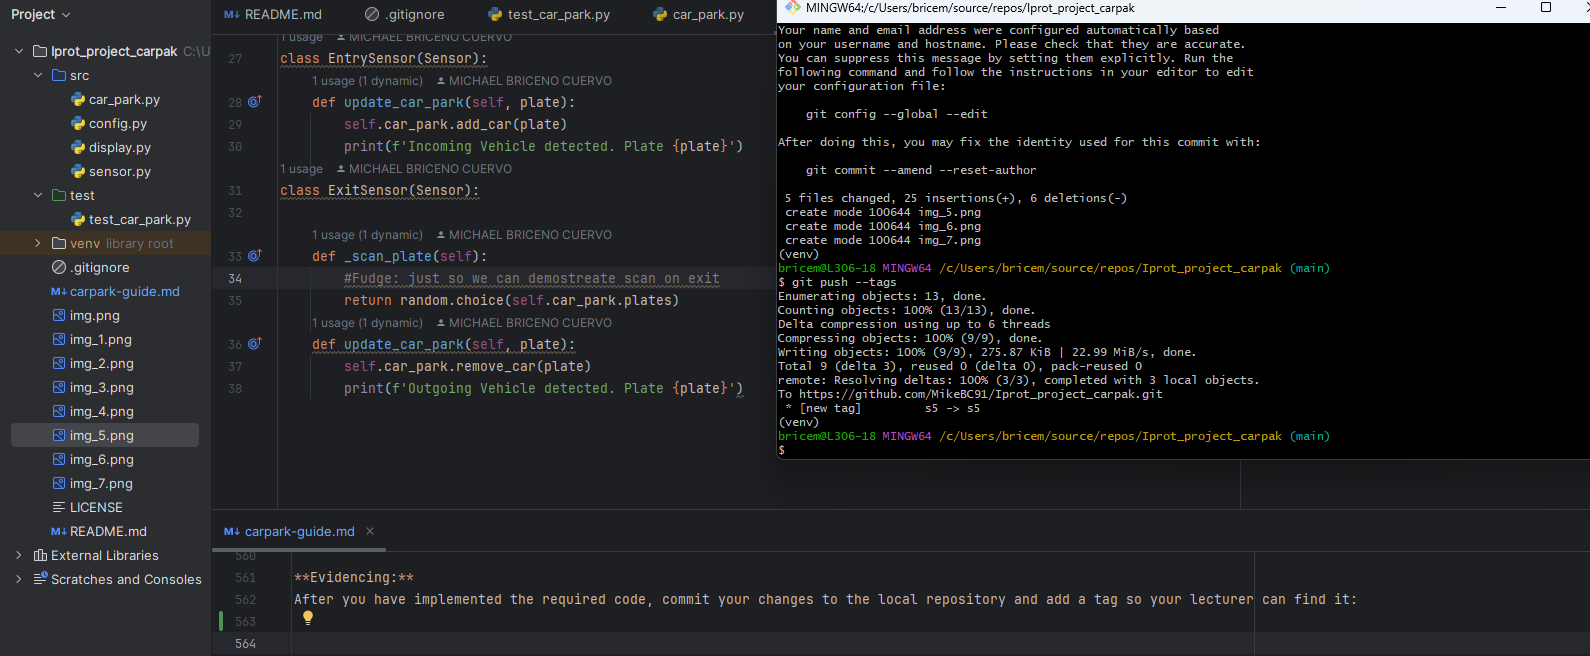 Project
Iprot_project_carpak C:\U
src
car_park.py
config.py
display.py
sensor.py
test
test_car_park.py
venv library root
.gitignore
carpark-guide.md
img.png
img_1.png
img_2.png
img_3.png
img_4.png
img_5.png
img_6.png
img_7.png
LICENSE
README.md
External Libraries
Scratches and Consoles
README.md
.gitignore
test_car_park.py
car_park.py
1 usage MICHAEL BRICENO CUERVO
27 class EntrySensor(Sensor):
1 usage (1 dynamic) MICHAEL BRICENO CUERVO
28 def update_car_park(self, plate):
29 self.car_park.add_car(plate)
30 print(f'Incoming Vehicle detected. Plate {plate}')
1 usage MICHAEL BRICENO CUERVO
31 class ExitSensor(Sensor):
32
1 usage (1 dynamic) MICHAEL BRICENO CUERVO
33 def _scan_plate(self):
34 #Fudge: just so we can demostreate scan on exit
35 return random.choice(self.car_park.plates)
1 usage (1 dynamic) MICHAEL BRICENO CUERVO
36 def update_car_park(self, plate):
37 self.car_park.remove_car(plate)
38 print(f'Outgoing Vehicle detected. Plate {plate}')
MINGW64:/c/Users/bricem/source/repos/Iprot_project_carpak
Your name and email address were configured automatically based
on your username and hostname. Please check that they are accurate.
You can suppress this message by setting them explicitly. Run the
following command and follow the instructions in your editor to edit
your configuration file:
git config --global --edit
After doing this, you may fix the identity used for this commit with:
git commit --amend --reset-author
5 files changed, 25 insertions(+), 6 deletions(-)
create mode 100644 img_5.png
create mode 100644 img_6.png
create mode 100644 img_7.png
(venv)
bricem@L306-18 MINGW64 /c/Users/bricem/source/repos/Iprot_project_carpak (main)
$ git push --tags
Enumerating objects: 13, done.
Counting objects: 100% (13/13), done.
Delta compression using up to 6 threads
Compressing objects: 100% (9/9), done.
Writing objects: 100% (9/9), 275.87 KiB | 22.99 MiB/s, done.
Total 9 (delta 3), reused 0 (delta 0), pack-reused 0
remote: Resolving deltas: 100% (3/3), completed with 3 local objects.
To https://github.com/MikeBC91/Iprot_project_carpak.git
* [new tag] s5 -> s5
(venv)
bricem@L306-18 MINGW64 /c/Users/bricem/source/repos/Iprot_project_carpak (main)
$
carpark-guide.md
560
561 **Evidencing:**
562 After you have implemented the required code, commit your changes to the local repository and add a tag so your lecturer can find it:
563
564